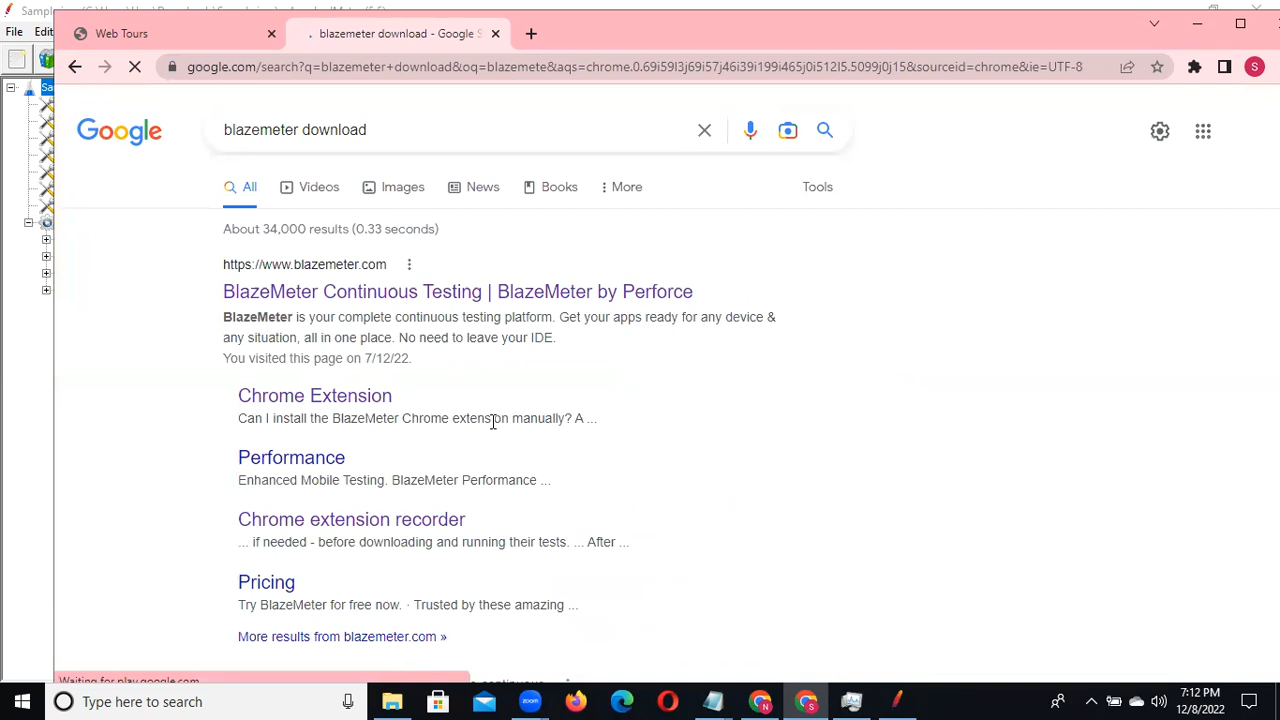 Web Tours
blazemeter download - Google S
File
Edi
google.com/search?q=blazemeter+download&oq=blazemete&aqs=chrome.0.69i59l3j69i57j46i39i199i465j0i512l5.5099j0j15&sourceid=chrome&ie=UTF-8
S
Sa
Google
blazemeter download
All
Videos
Images
News
Books
More
Tools
About 34,000 results (0.33 seconds)
https://www.blazemeter.com
BlazeMeter Continuous Testing | BlazeMeter by Perforce
BlazeMeter is your complete continuous testing platform. Get your apps ready for any device &
any situation, all in one place. No need to leave your IDE.
You visited this page on 7/12/22.
Chrome Extension
Can I install the BlazeMeter Chrome extension manually? A ...
Performance
Enhanced Mobile Testing. BlazeMeter Performance ...
Chrome extension recorder
... if needed - before downloading and running their tests. ... After ...
Pricing
Try BlazeMeter for free now. · Trusted by these amazing ...
More results from blazemeter.com »
Waiting for play.google.com
Type here to search
zoom
N
S
7:12 PM
12/8/2022